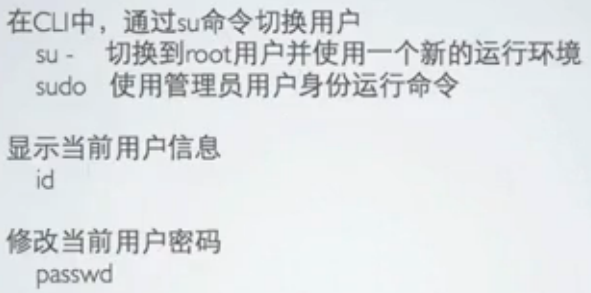 在CLI中，通过su命令切换用户
su - 切换到root用户并使用一个新的运行环境
sudo 使用管理员用户身份运行命令
显示当前用户信息
id
修改当前用户密码
passwd